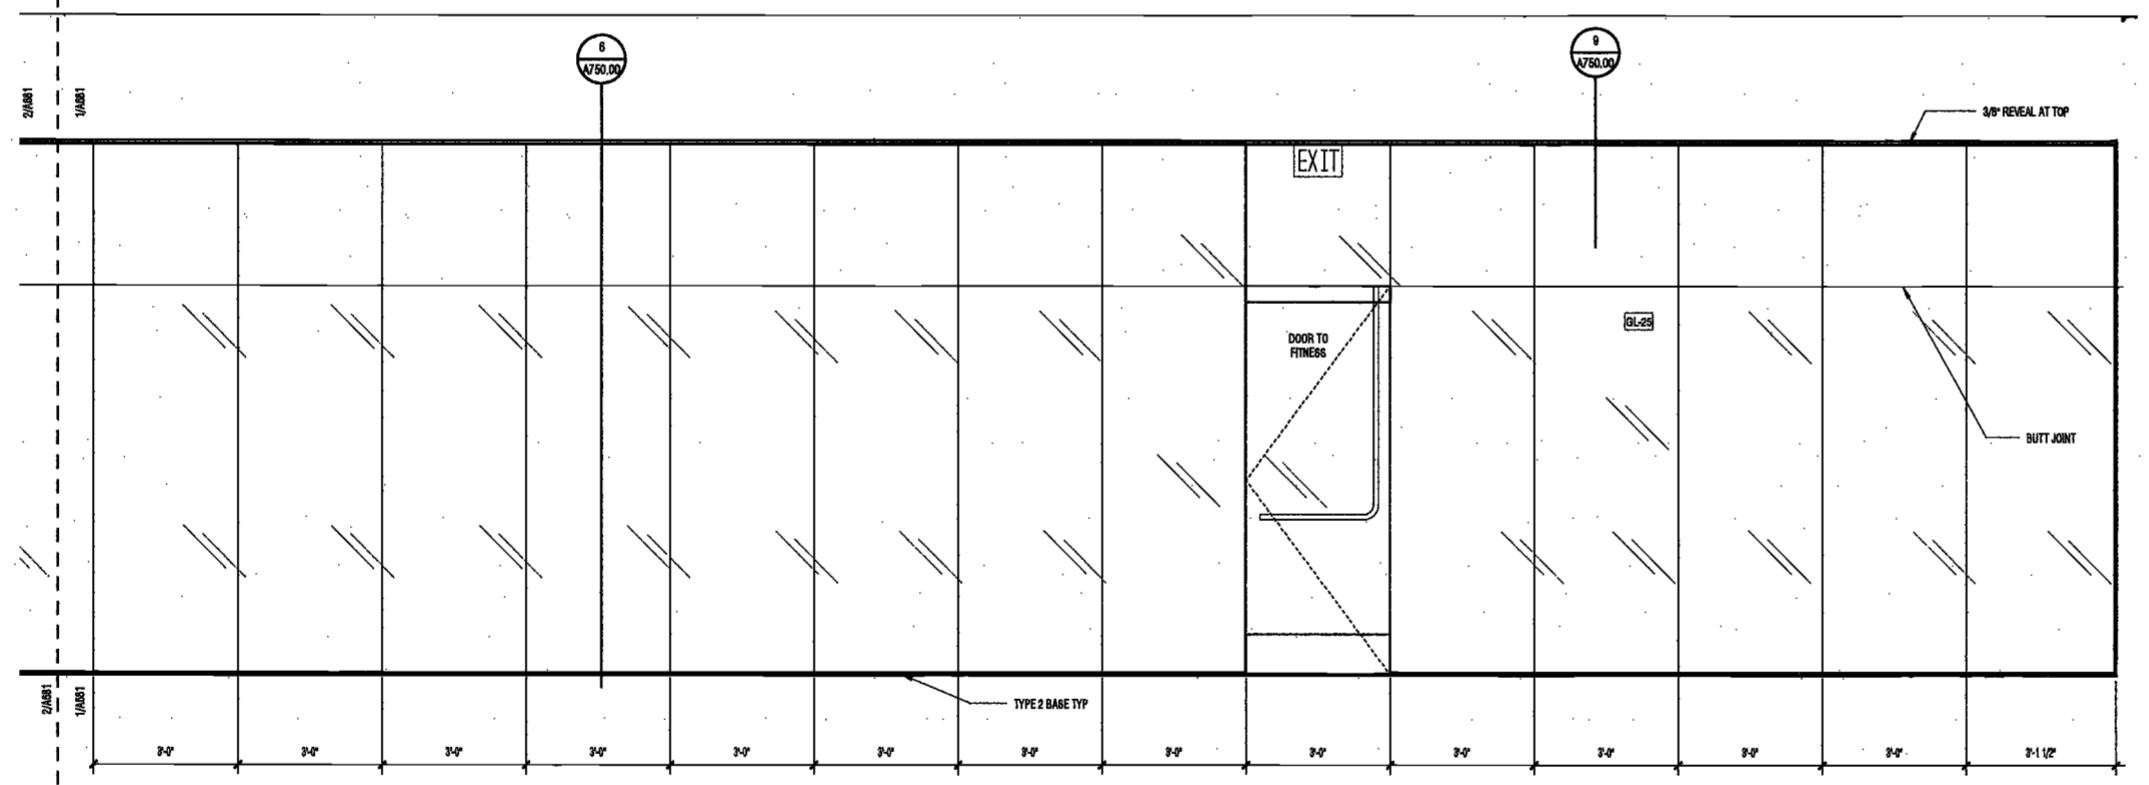 6
A750.00
9
A750.00
2/A681
1/A681
3/8" REVEAL AT TOP
EXIT
DOOR TO
FITNESS
GL-25
BUTT JOINT
2/A681
1/A681
TYPE 2 BASE TYP
3'-0" 3'-0" 3'-0" 3'-0" 3'-0" 3'-0" 3'-0" 3'-0" 3'-0" 3'-0" 3'-0" 3'-0" 3'-0" 3'-1 1/2"